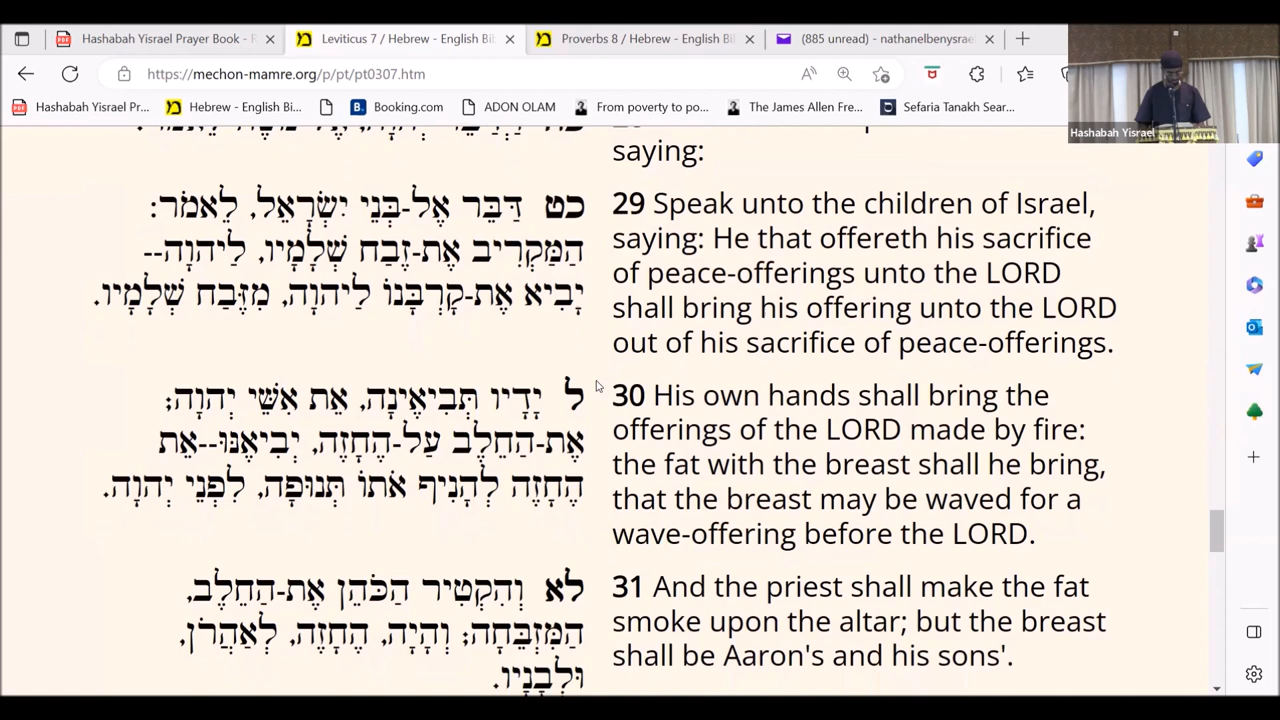 Hashabah Yisrael Prayer Book - R
Leviticus 7 / Hebrew - English Bi
Proverbs 8 / Hebrew - English Bi
(885 unread) - nathanelbenysrae
https://mechon-mamre.org/p/pt/pt0307.htm
Hashabah Yisrael Pr...
Hebrew - English Bi...
Booking.com
ADON OLAM
From poverty to po...
The James Allen Fre...
Sefaria Tanakh Sear...
Hashabah Yisrael
saying:
כט דַּבֵּר אֶל-בְּנֵי יִשְׂרָאֵל, לֵאמֹר:
הַמַּקְרִיב אֶת-זֶבַח שְׁלָמָיו, לַיהוָה--
יָבִיא אֶת-קָרְבָּנוֹ לַיהוָה, מִזֶּבַח שְׁלָמָיו.
29 Speak unto the children of Israel,
saying: He that offereth his sacrifice
of peace-offerings unto the LORD
shall bring his offering unto the LORD
out of his sacrifice of peace-offerings.
ל יָדָיו תְּבִיאֶינָה, אֵת אִשֵּׁי יְהוָה;
אֶת-הַחֵלֶב עַל-הֶחָזֶה, יְבִיאֶנּוּ--אֵת
הֶחָזֶה לְהָנִיף אֹתוֹ תְּנוּפָה, לִפְנֵי יְהוָה.
30 His own hands shall bring the
offerings of the LORD made by fire:
the fat with the breast shall he bring,
that the breast may be waved for a
wave-offering before the LORD.
לא וְהִקְטִיר הַכֹּהֵן אֶת-הַחֵלֶב,
הַמִּזְבֵּחָה; וְהָיָה, הֶחָזֶה, לְאַהֲרֹן,
וּלְבָנָיו.
31 And the priest shall make the fat
smoke upon the altar; but the breast
shall be Aaron's and his sons'.